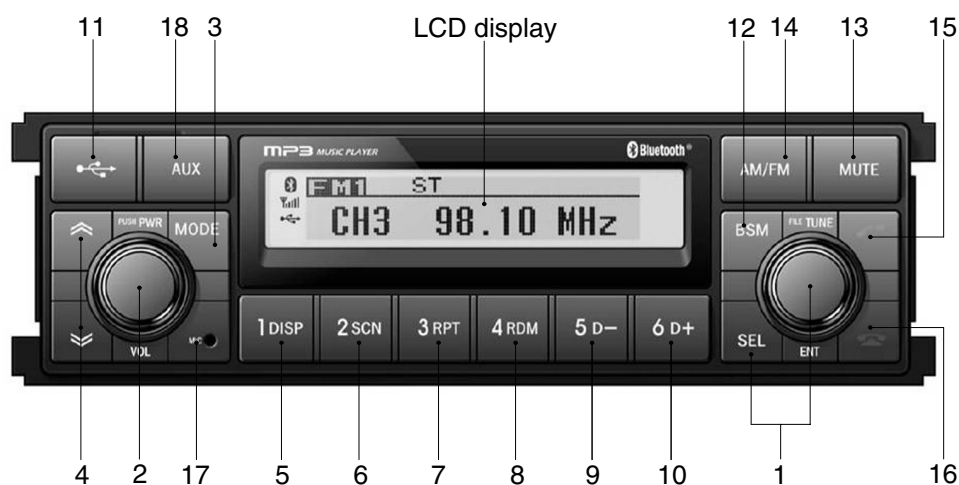 11 18 3 LCD display 12 14 13 15
MP3 MUSIC PLAYER Bluetooth®
AUX AM/FM MUTE
FM1 ST
CH3 98.10 MHz
PUSH PWR MODE BSM FILE TUNE
1 DISP 2 SCN 3 RPT 4 RDM 5 D− 6 D+
VOL MIC SEL ENT
4 2 17 5 6 7 8 9 10 1 16